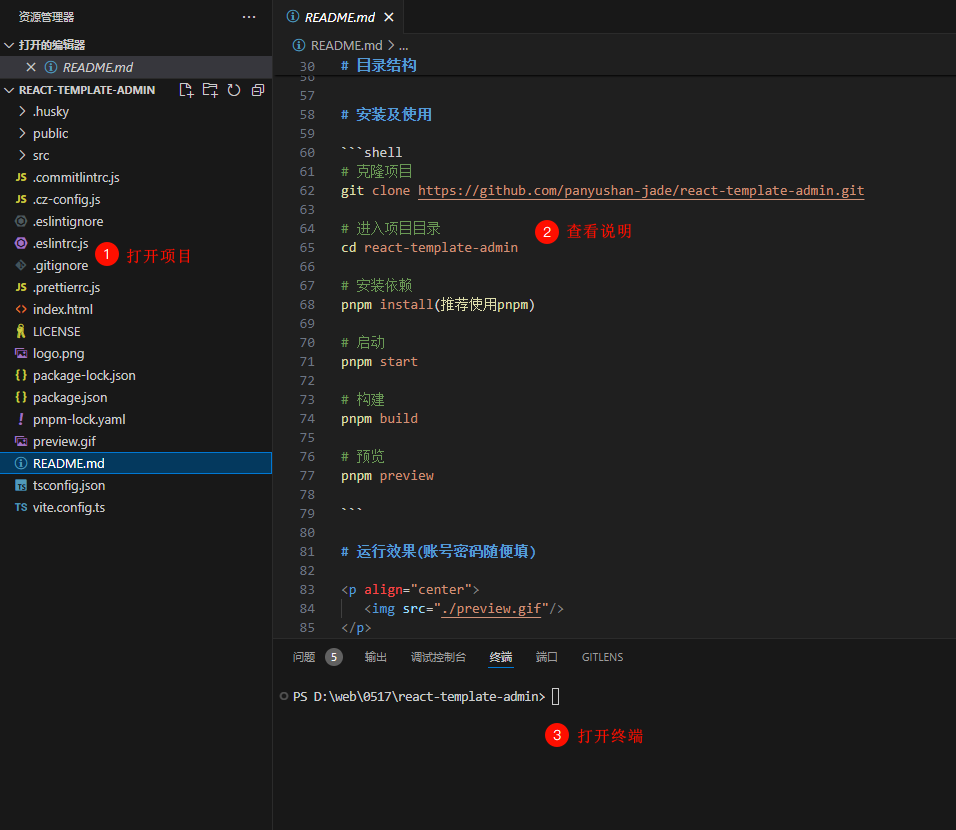 资源管理器
打开的编辑器
README.md
REACT-TEMPLATE-ADMIN
.husky
public
src
JS .commitlintrc.js
JS .cz-config.js
.eslintignore
.eslintrc.js
.gitignore
JS .prettierrc.js
index.html
LICENSE
logo.png
package-lock.json
package.json
pnpm-lock.yaml
preview.gif
README.md
TS tsconfig.json
TS vite.config.ts
1 打开项目
README.md
README.md > ...
30 # 目录结构
56
57
58 # 安装及使用
59
60 ```shell
61 # 克隆项目
62 git clone https://github.com/panyushan-jade/react-template-admin.git
63
64 # 进入项目目录
65 cd react-template-admin
66
67 # 安装依赖
68 pnpm install(推荐使用pnpm)
69
70 # 启动
71 pnpm start
72
73 # 构建
74 pnpm build
75
76 # 预览
77 pnpm preview
78
79 ```
80
81 # 运行效果(账号密码随便填)
82
83 <p align="center">
84 <img src="./preview.gif"/>
85 </p>
2 查看说明
问题 5 输出 调试控制台 终端 端口 GITLENS
PS D:\web\0517\react-template-admin>
3 打开终端